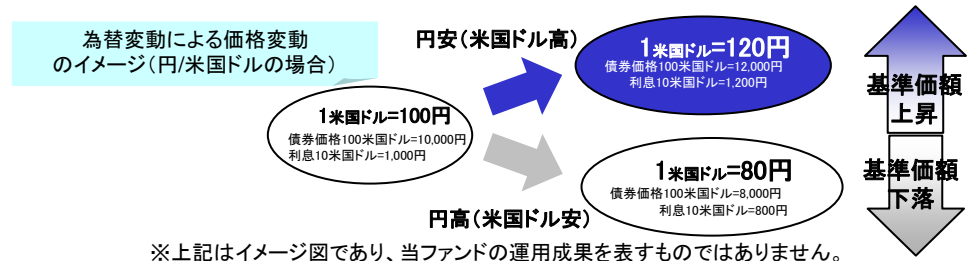 為替変動による価格変動
のイメージ(円/米国ドルの場合)
円安(米国ドル高)
1米国ドル=120円
債券価格100米国ドル=12,000円
利息10米国ドル=1,200円
基準価額
上昇
1米国ドル=100円
債券価格100米国ドル=10,000円
利息10米国ドル=1,000円
1米国ドル=80円
債券価格100米国ドル=8,000円
利息10米国ドル=800円
基準価額
下落
円高(米国ドル安)
※上記はイメージ図であり、当ファンドの運用成果を表すものではありません。